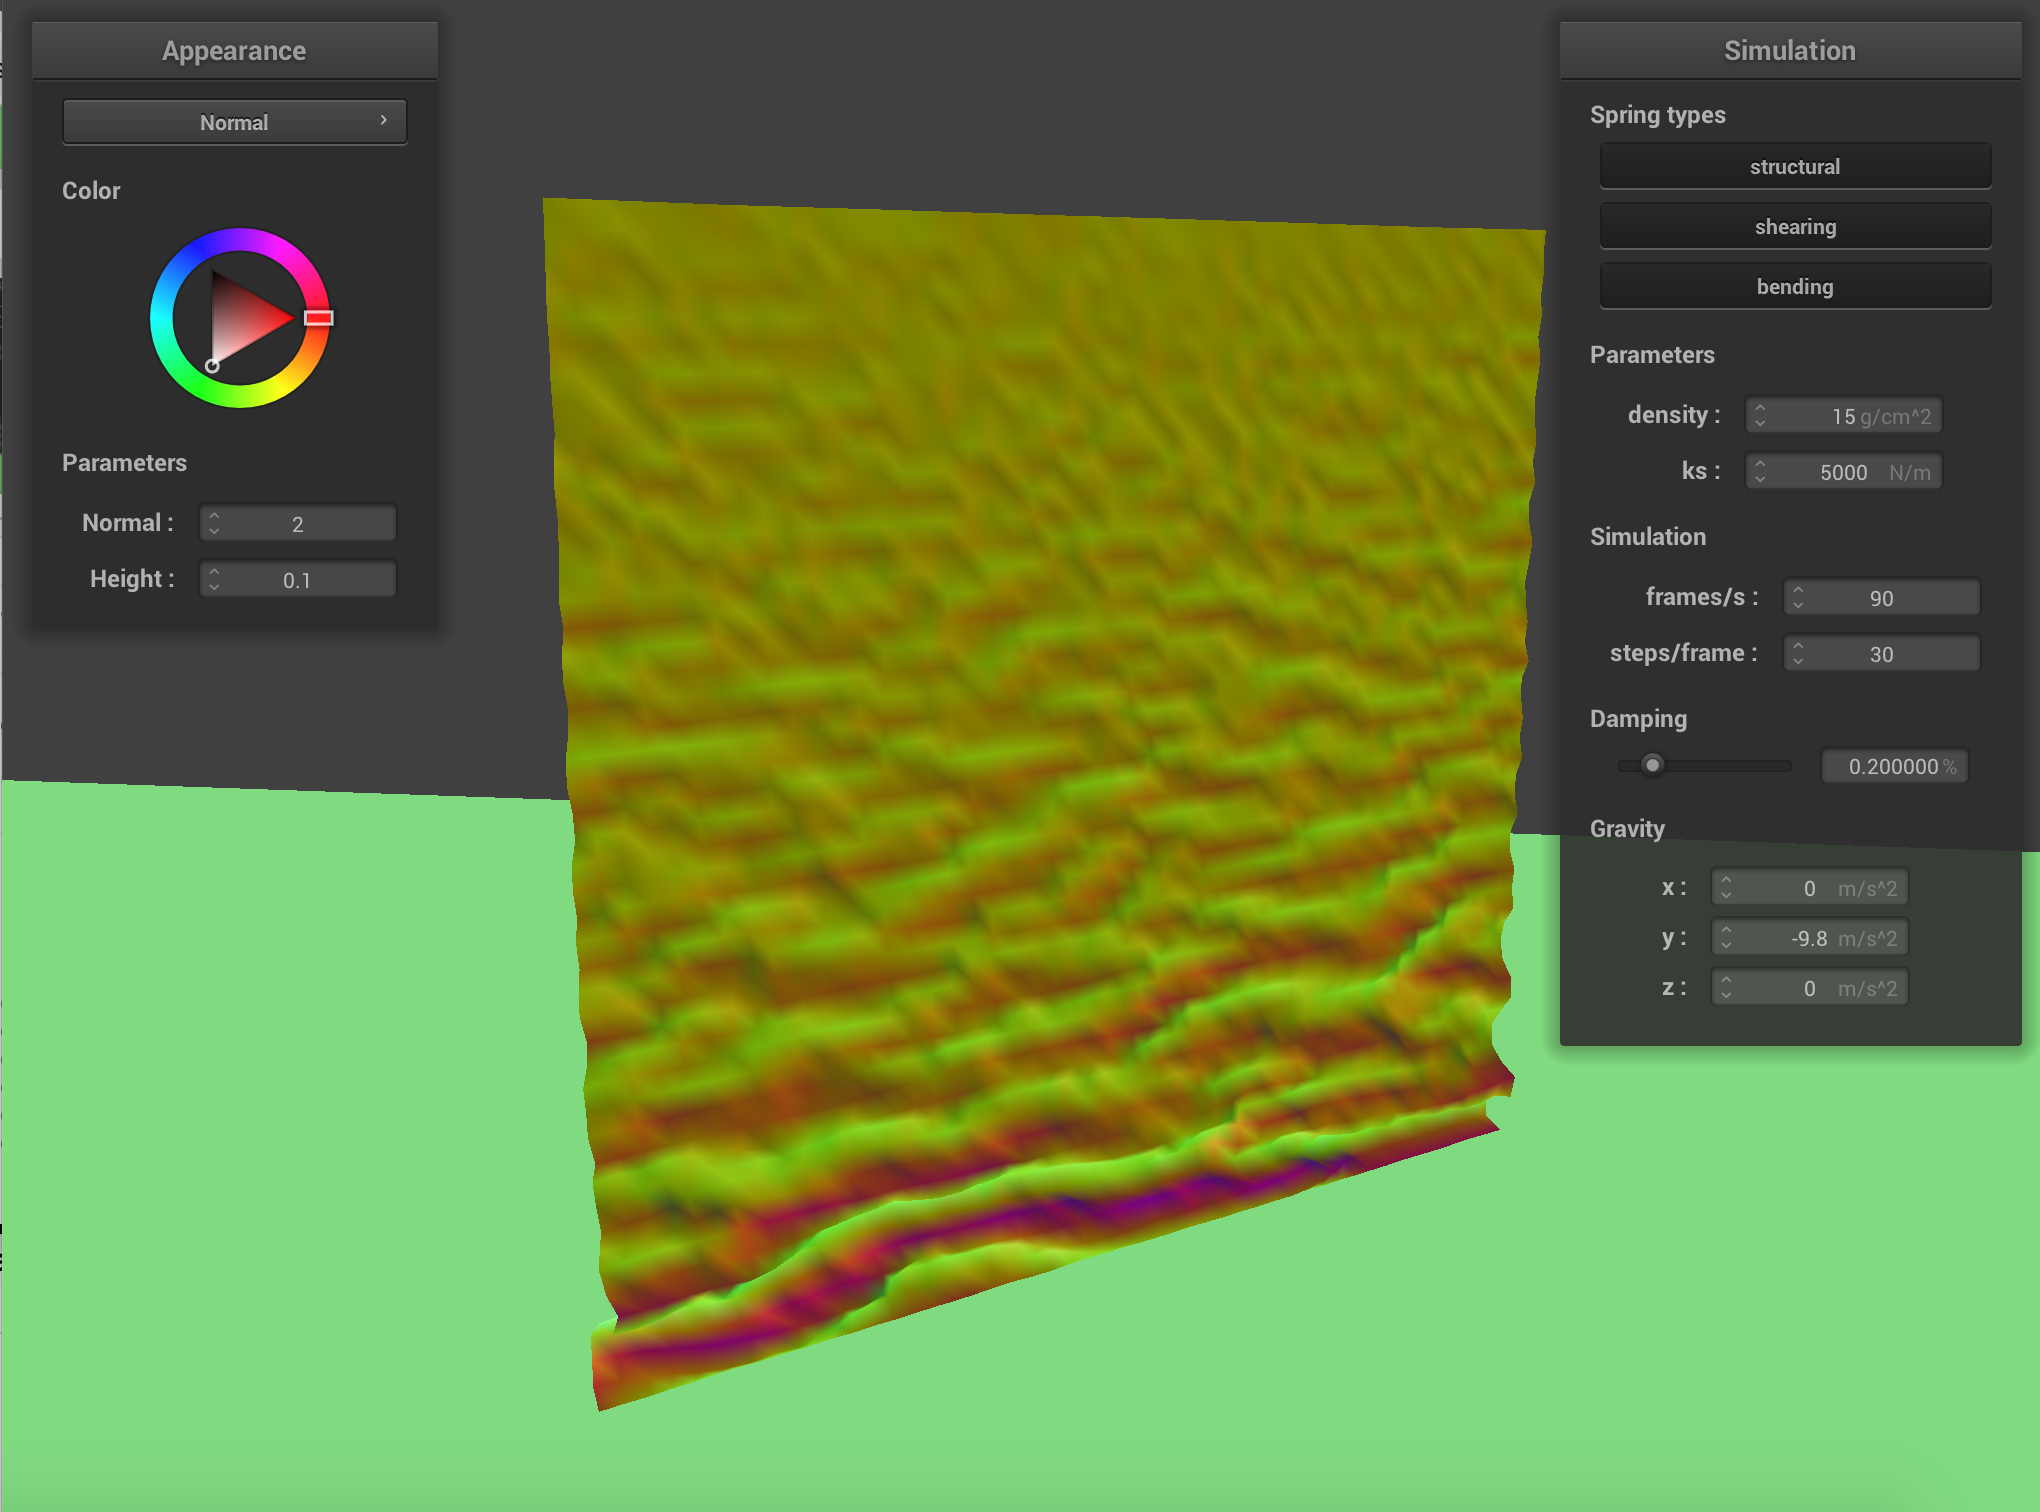 Appearance
Normal
Color
Parameters
Normal : 2
Height : 0.1
Simulation
Spring types
structural
shearing
bending
Parameters
density : 15 g/cm^2
ks : 5000 N/m
Simulation
frames/s : 90
steps/frame : 30
Damping
0.200000 %
Gravity
x : 0 m/s^2
y : -9.8 m/s^2
z : 0 m/s^2